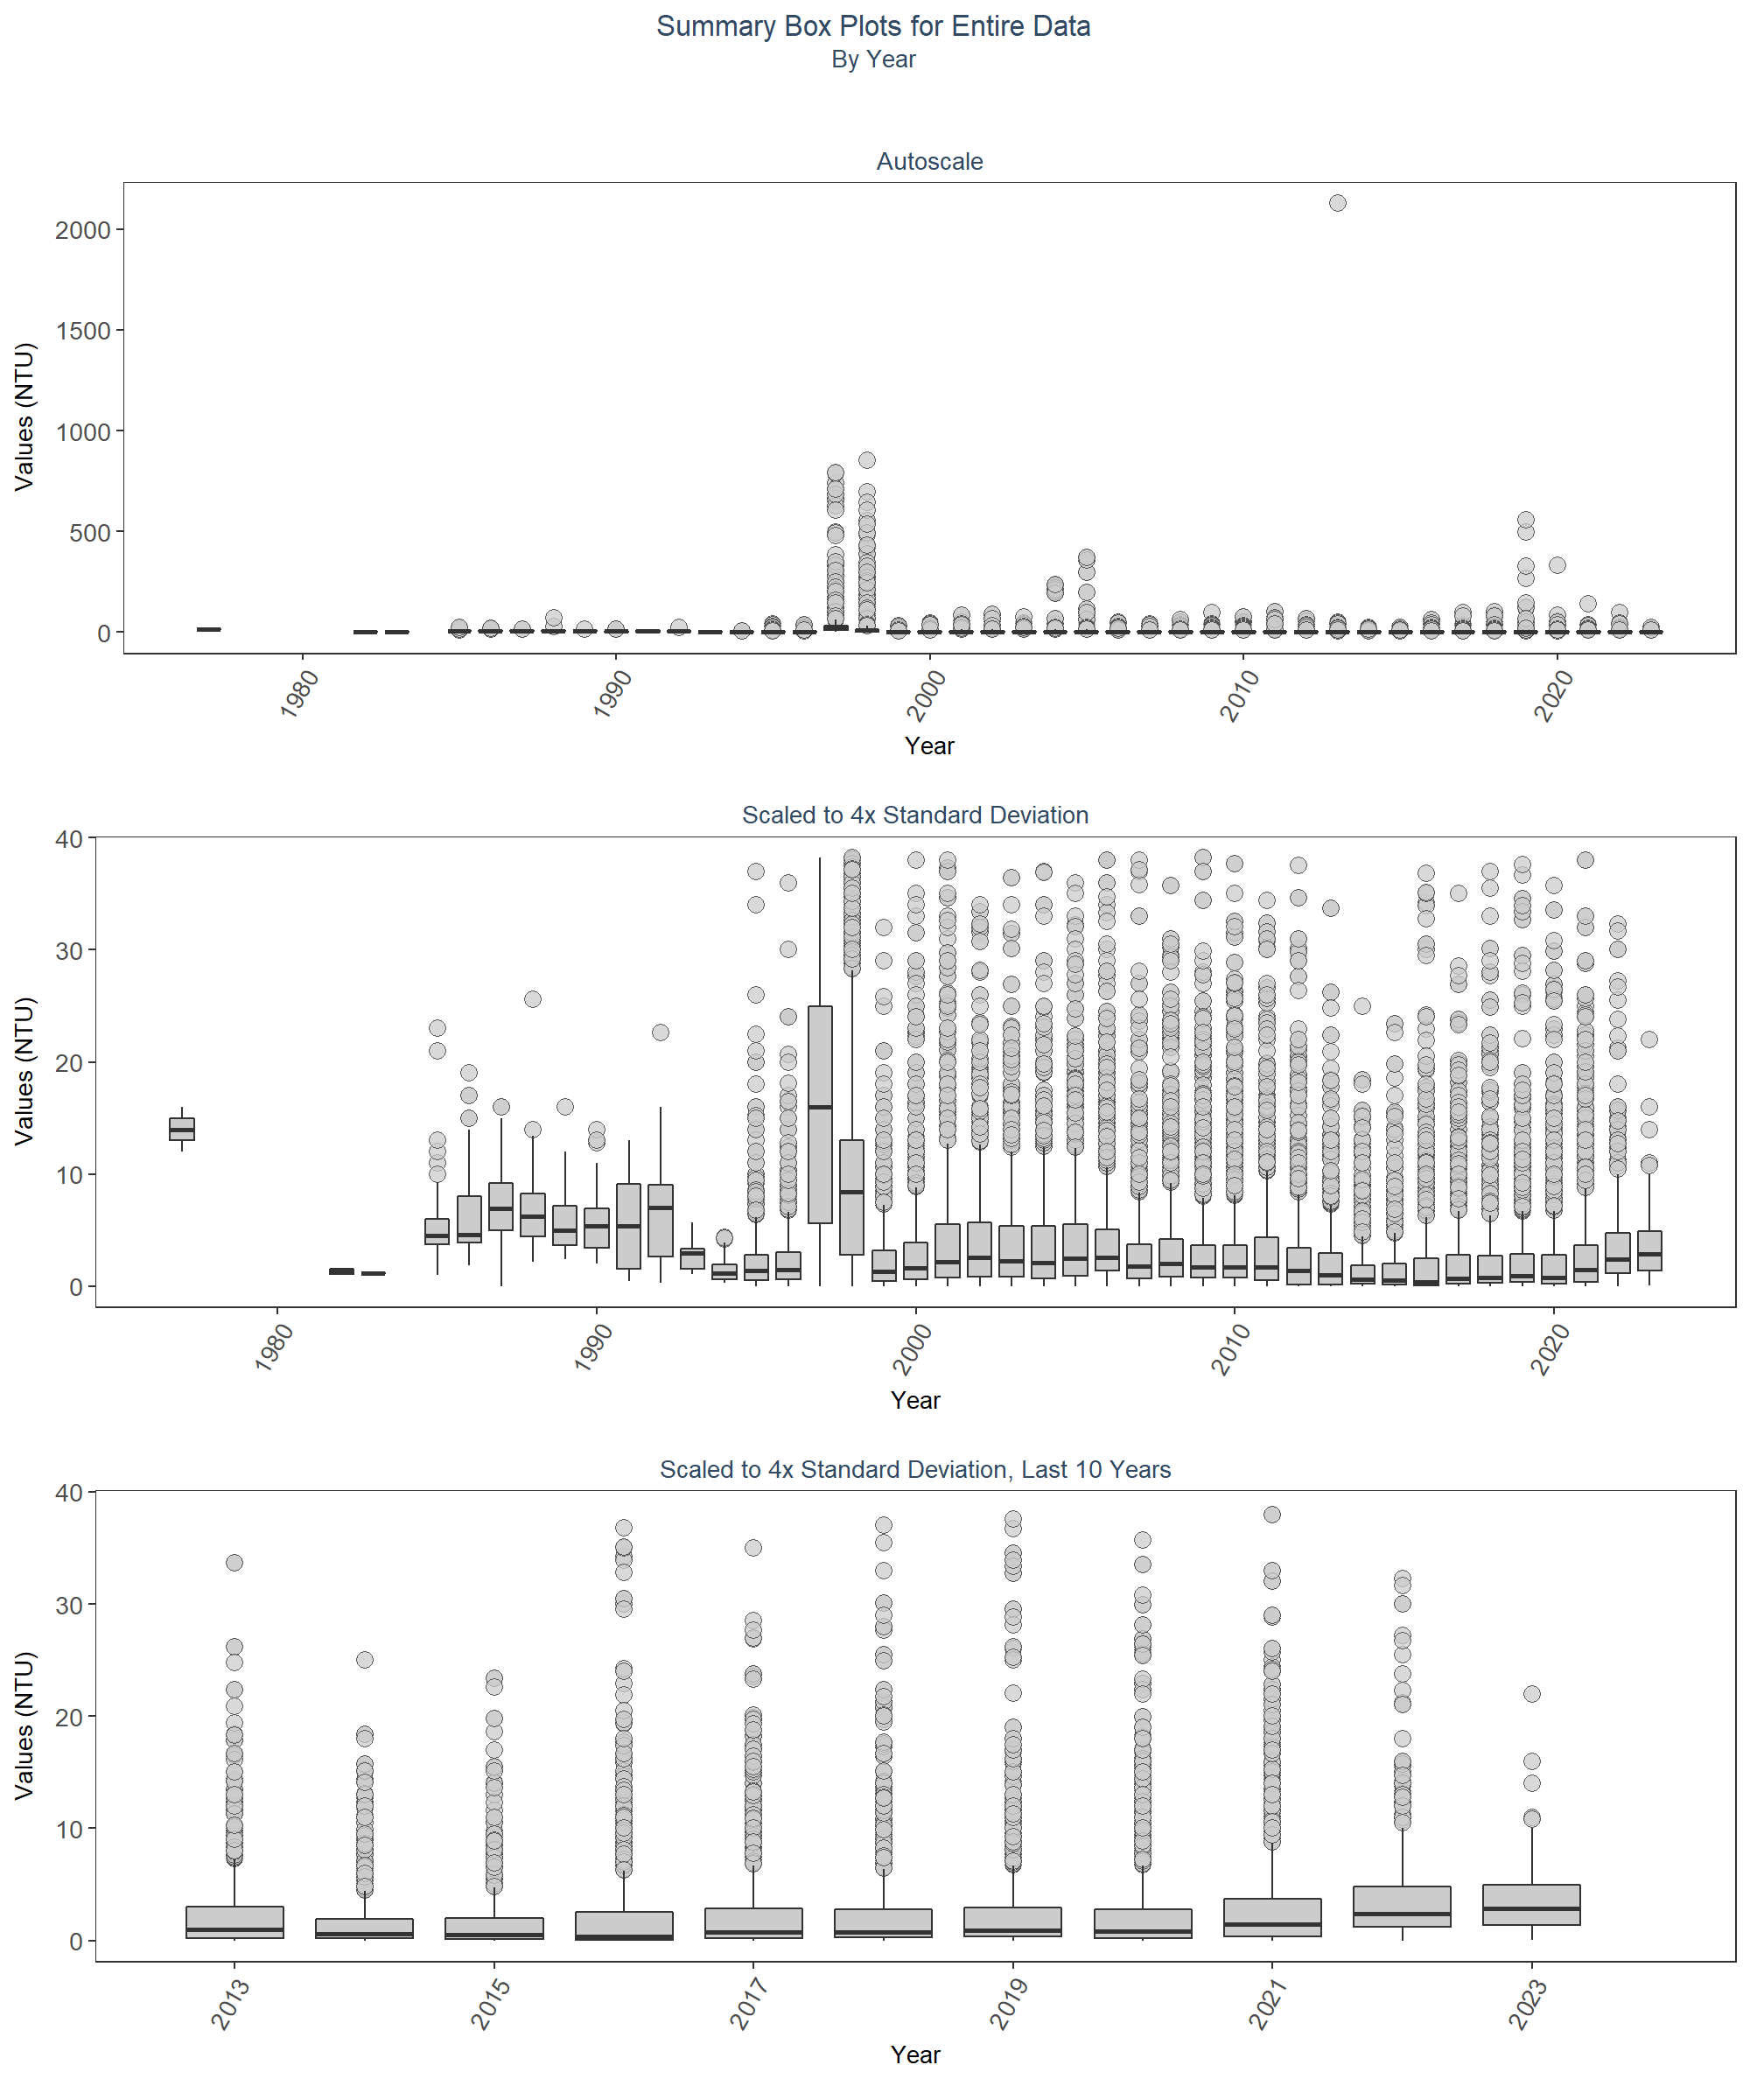 Summary Box Plots for Entire Data
By Year
Autoscale
2000
1500
1000
500
0
Values (NTU)
1980
1990
2000
2010
2020
Year
Scaled to 4x Standard Deviation
40
30
20
10
0
Values (NTU)
1980
1990
2000
2010
2020
Year
Scaled to 4x Standard Deviation, Last 10 Years
40
30
20
10
0
Values (NTU)
2013
2015
2017
2019
2021
2023
Year